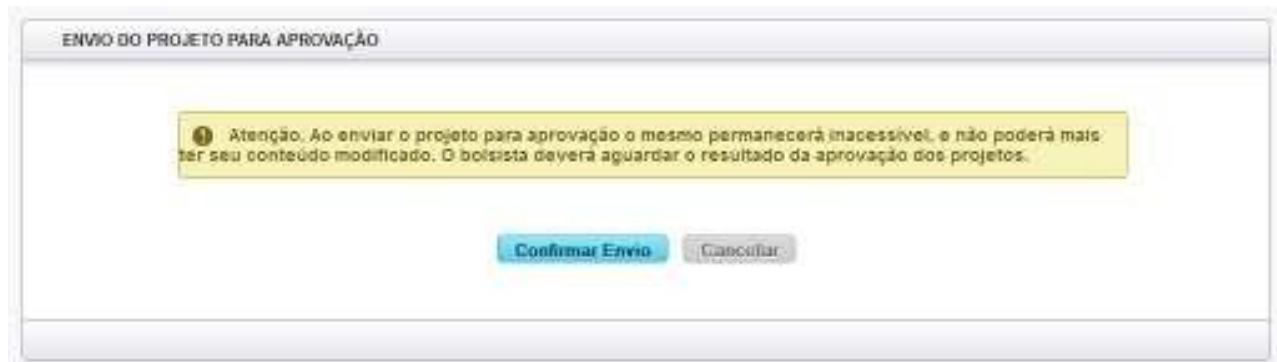 ENVIO DO PROJETO PARA APROVAÇÃO
Atenção. Ao enviar o projeto para aprovação o mesmo permanecerá inacessível, e não poderá mais
ter seu conteúdo modificado. O bolsista deverá aguardar o resultado da aprovação dos projetos.
Confirmar Envio Cancelar